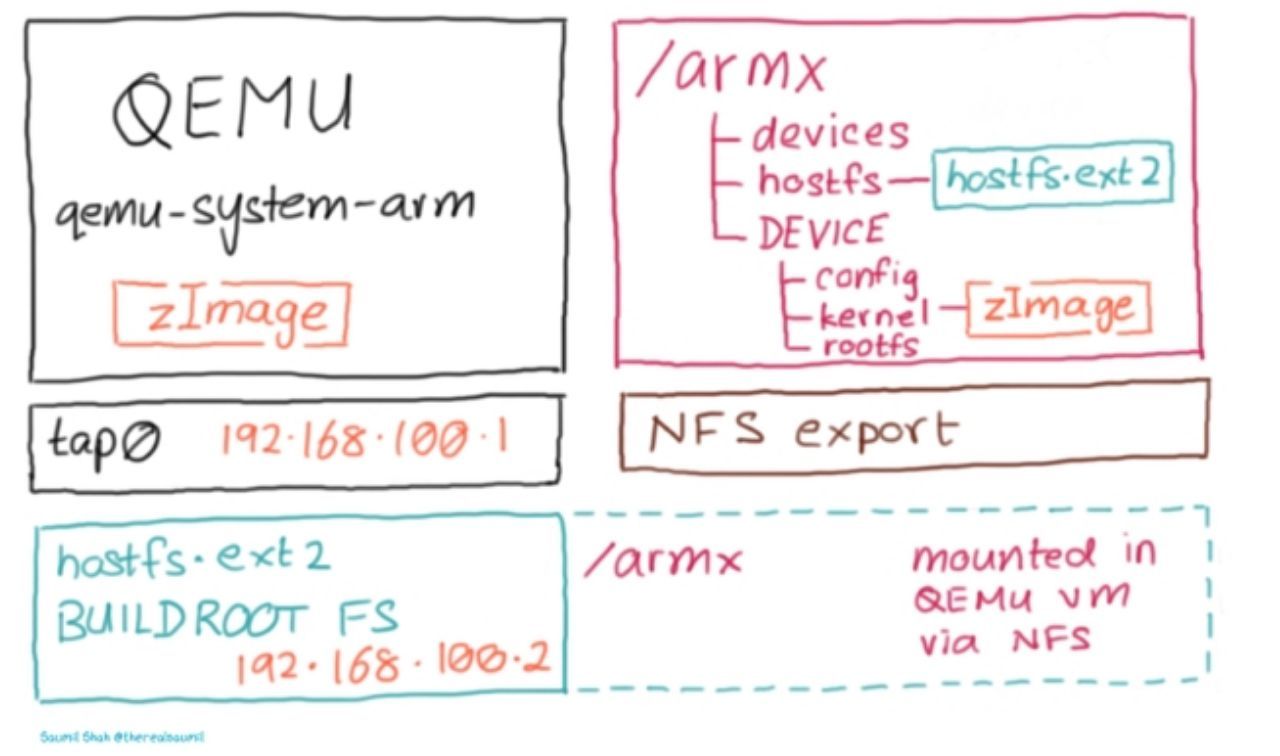 QEMU
qemu-system-arm
zImage
/armx
devices
hostfs
hostfs.ext2
DEVICE
config
kernel
zImage
rootfs
tap0 192.168.100.1
NFS export
hostfs.ext2
BUILDROOT FS
192.168.100.2
/armx
mounted in
QEMU vm
via NFS
Saumil Shah @therealsaumil